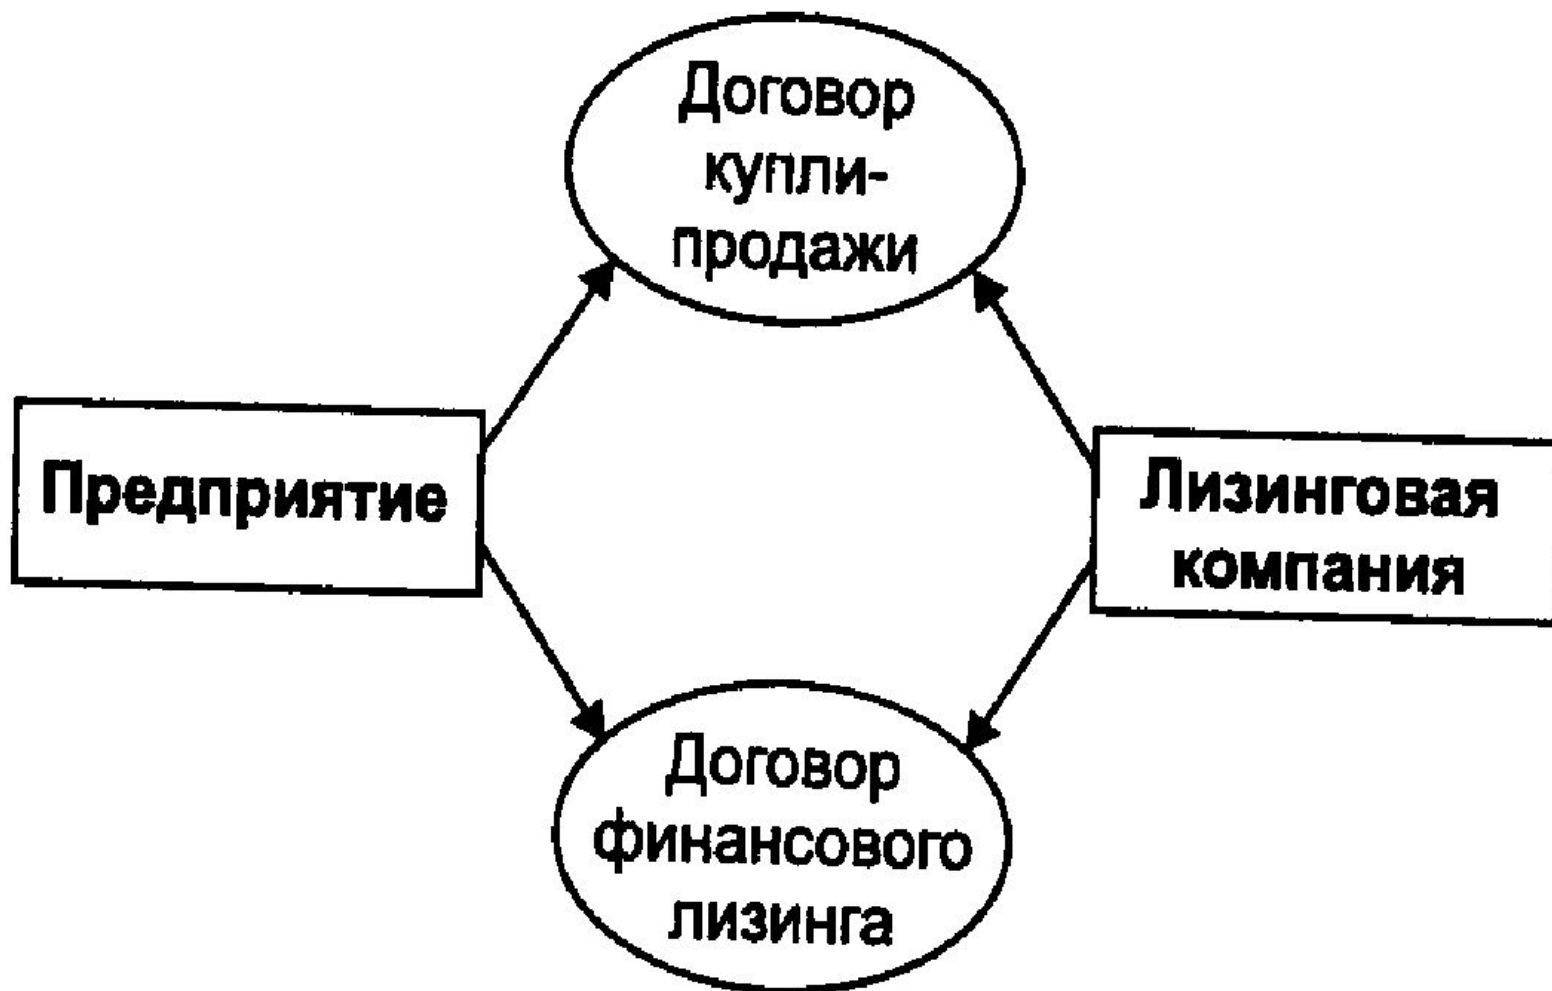 Договор
купли-
продажи
Предприятие
Лизинговая
компания
Договор
финансового
лизинга